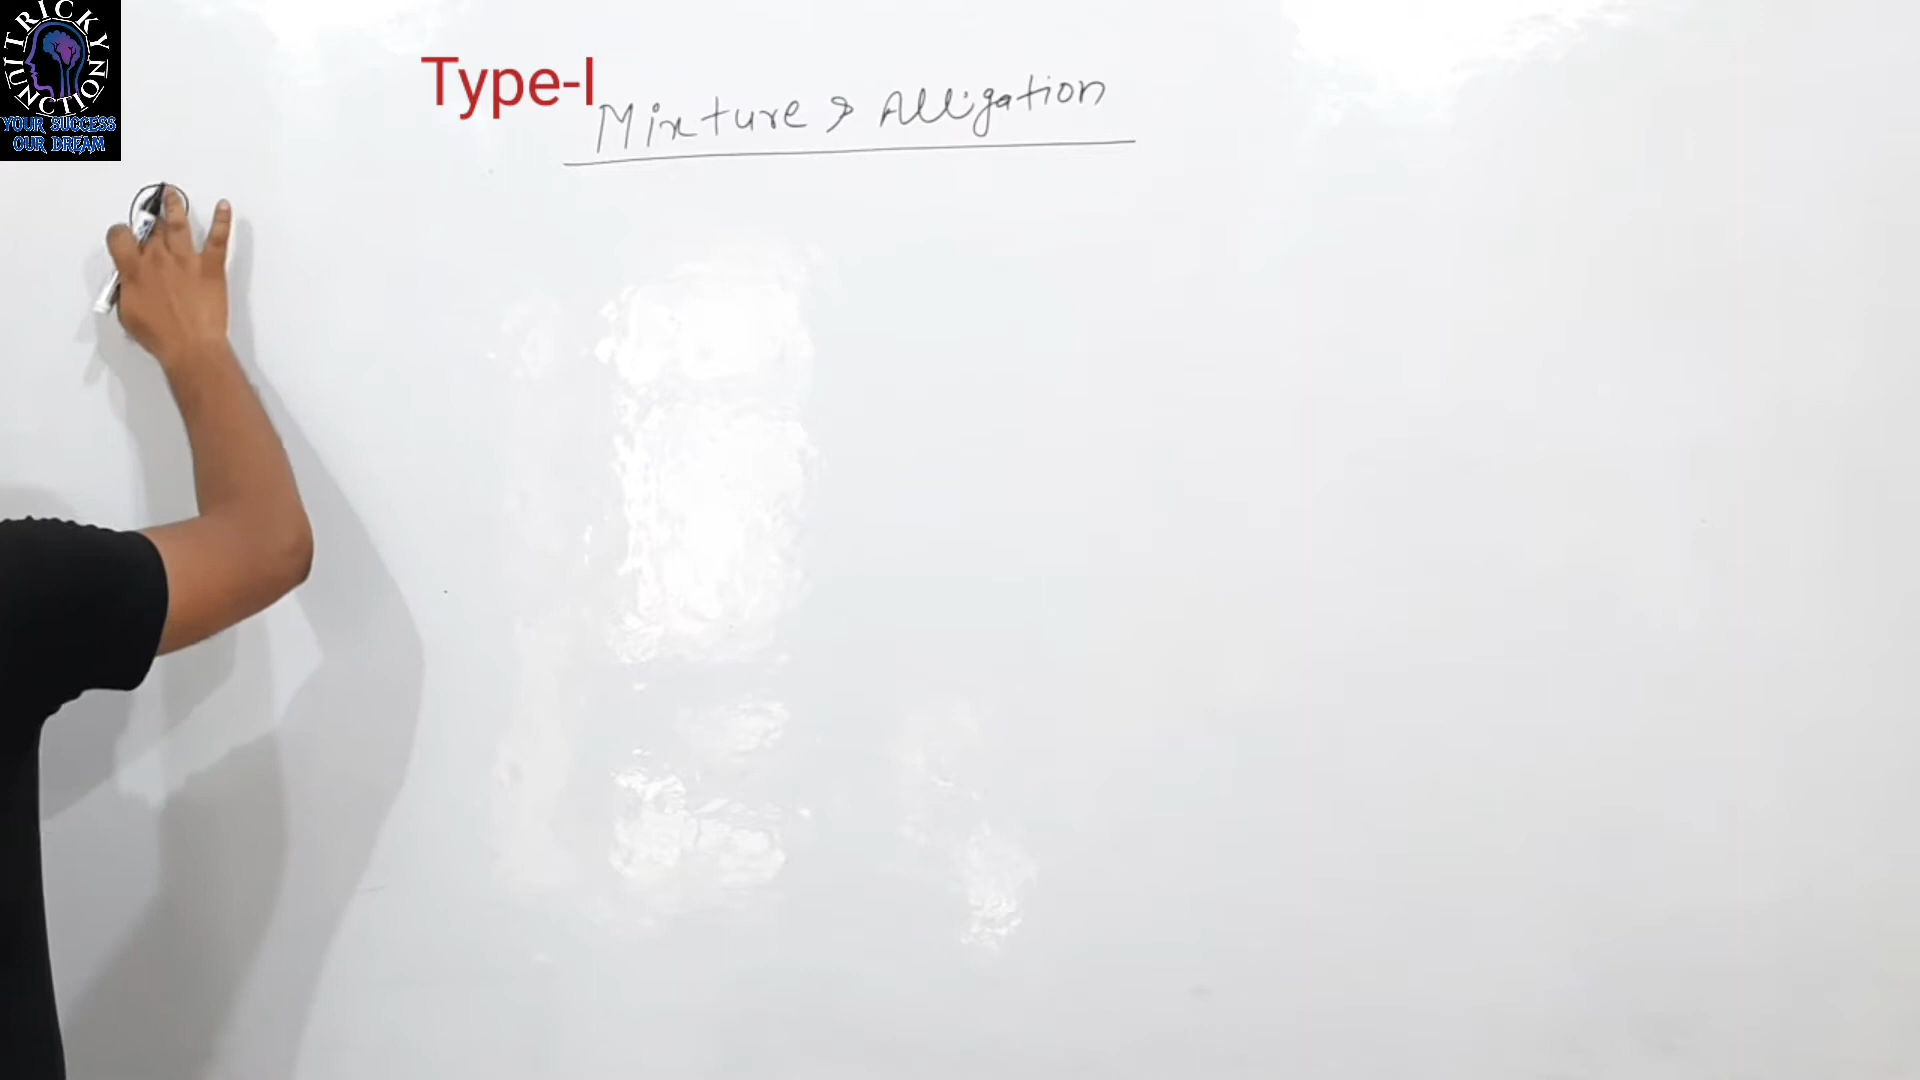 TRICKY JUNCTION
YOUR SUCCESS
OUR DREAM
Type-I
Mixture & Alligation